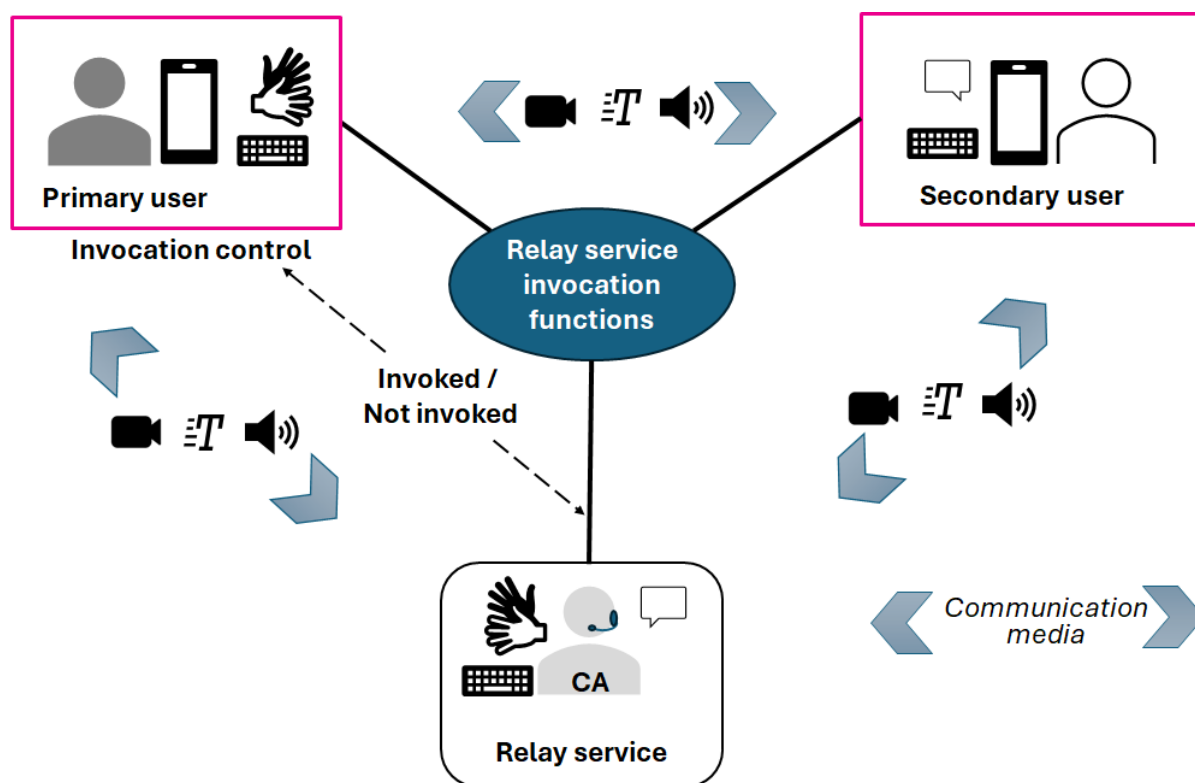 Primary user
Secondary user
Invocation control
Relay service
invocation
functions
T
Invoked /
Not invoked
T
T
Communication
media
CA
Relay service